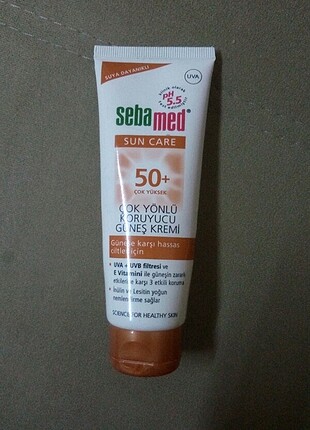 SUYA DAYANIKLI
UVA
pH
5.5
seba
med®
SUN CARE
50+
ÇOK YÜKSEK
ÇOK YÖNLÜ
KORUYUCU
GÜNEŞ KREMİ
Güneşe karşı hassas
ciltler için
• UVA + UVB filtresi ve
E Vitamini ile güneşin zararlı
etkilerine karşı 3 etkili koruma
• İnülin ve Lesitin yoğun
nemlendirme sağlar
SCIENCE FOR HEALTHY SKIN